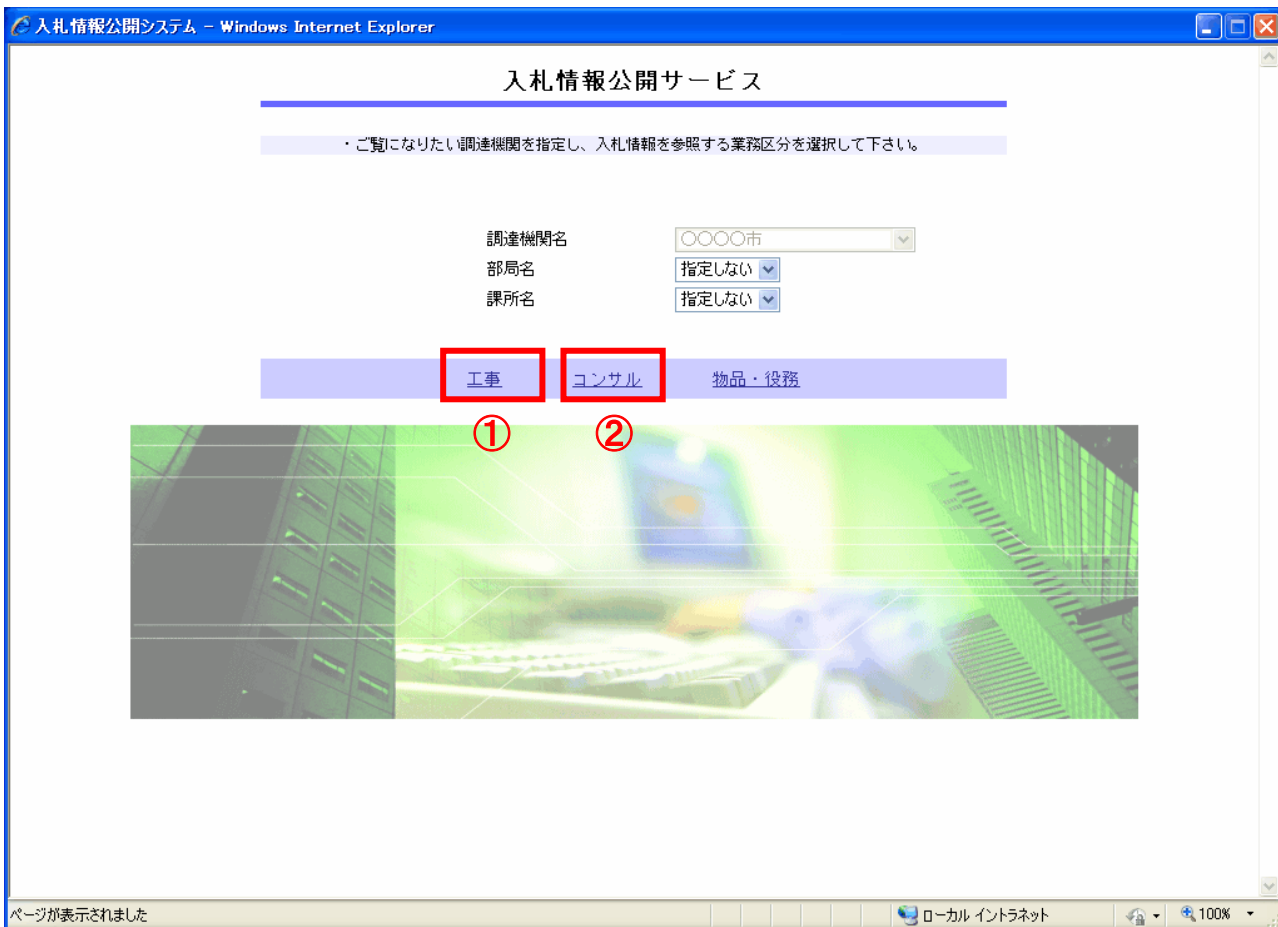 入札情報公開システム - Windows Internet Explorer
入札情報公開サービス
・ご覧になりたい調達機関を指定し、入札情報を参照する業務区分を選択して下さい。
調達機関名 ○○○○市
部局名 指定しない
課所名 指定しない
工事 コンサル 物品・役務
① ②
ページが表示されました ローカル イントラネット 100%